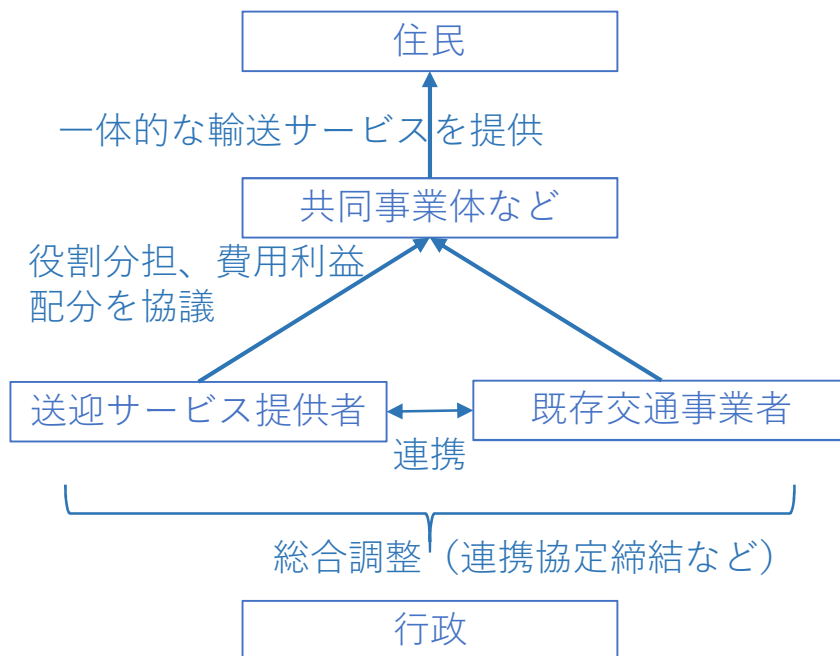 住民
一体的な輸送サービスを提供
共同事業体など
役割分担、費用利益
配分を協議
送迎サービス提供者
既存交通事業者
連携
総合調整（連携協定締結など）
行政